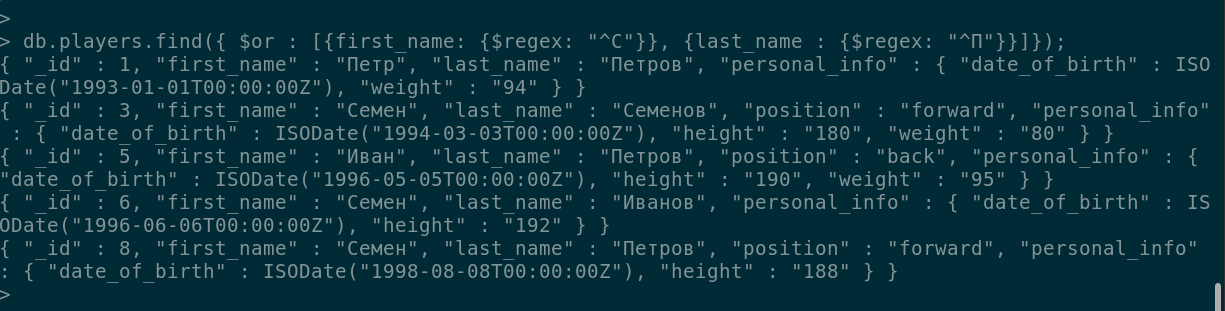 >
> db.players.find({ $or : [{first_name: {$regex: "^С"}}, {last_name : {$regex: "^П"}}]});
{ "_id" : 1, "first_name" : "Петр", "last_name" : "Петров", "personal_info" : { "date_of_birth" : ISO
Date("1993-01-01T00:00:00Z"), "weight" : "94" } }
{ "_id" : 3, "first_name" : "Семен", "last_name" : "Семенов", "position" : "forward", "personal_info"
 : { "date_of_birth" : ISODate("1994-03-03T00:00:00Z"), "height" : "180", "weight" : "80" } }
{ "_id" : 5, "first_name" : "Иван", "last_name" : "Петров", "position" : "back", "personal_info" : {
"date_of_birth" : ISODate("1996-05-05T00:00:00Z"), "height" : "190", "weight" : "95" } }
{ "_id" : 6, "first_name" : "Семен", "last_name" : "Иванов", "personal_info" : { "date_of_birth" : IS
ODate("1996-06-06T00:00:00Z"), "height" : "192" } }
{ "_id" : 8, "first_name" : "Семен", "last_name" : "Петров", "position" : "forward", "personal_info"
: { "date_of_birth" : ISODate("1998-08-08T00:00:00Z"), "height" : "188" } }
>